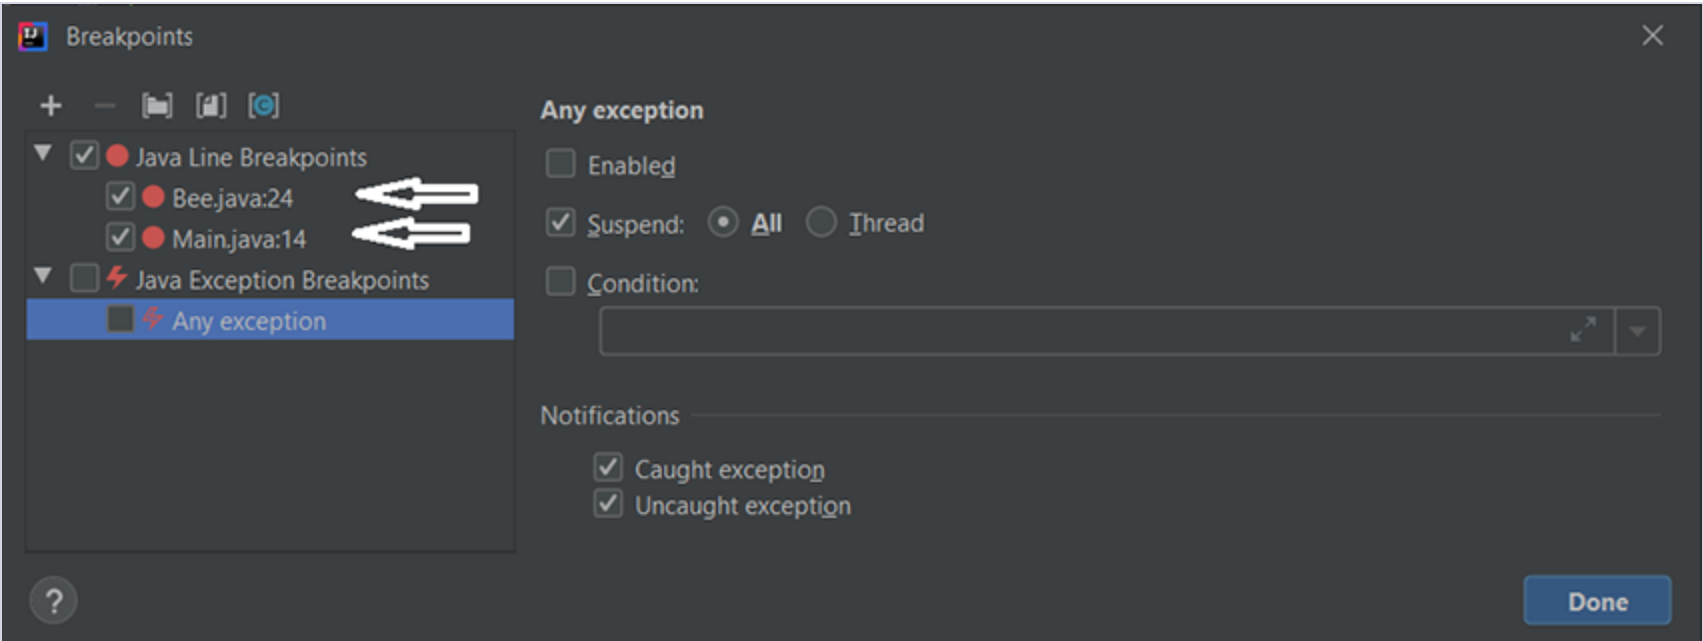 Breakpoints
Java Line Breakpoints
Bee.java:24
Main.java:14
Java Exception Breakpoints
Any exception
Any exception
Enabled
Suspend: All Thread
Condition:
Notifications
Caught exception
Uncaught exception
?
Done